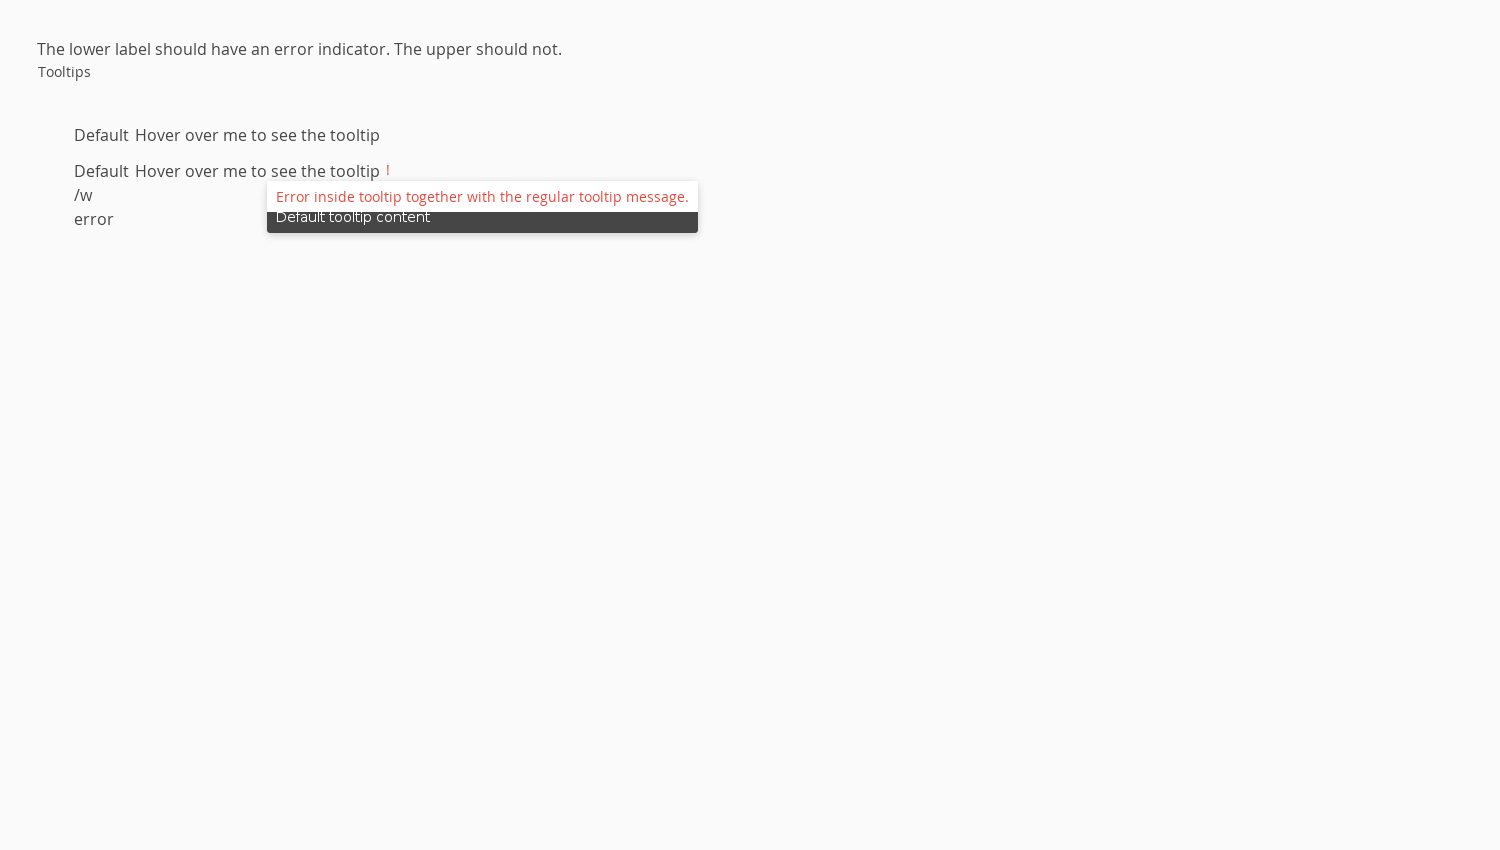 The lower label should have an error indicator. The upper should not.
Tooltips
Default Hover over me to see the tooltip
Default Hover over me to see the tooltip !
/w
error
Error inside tooltip together with the regular tooltip message.
Default tooltip content